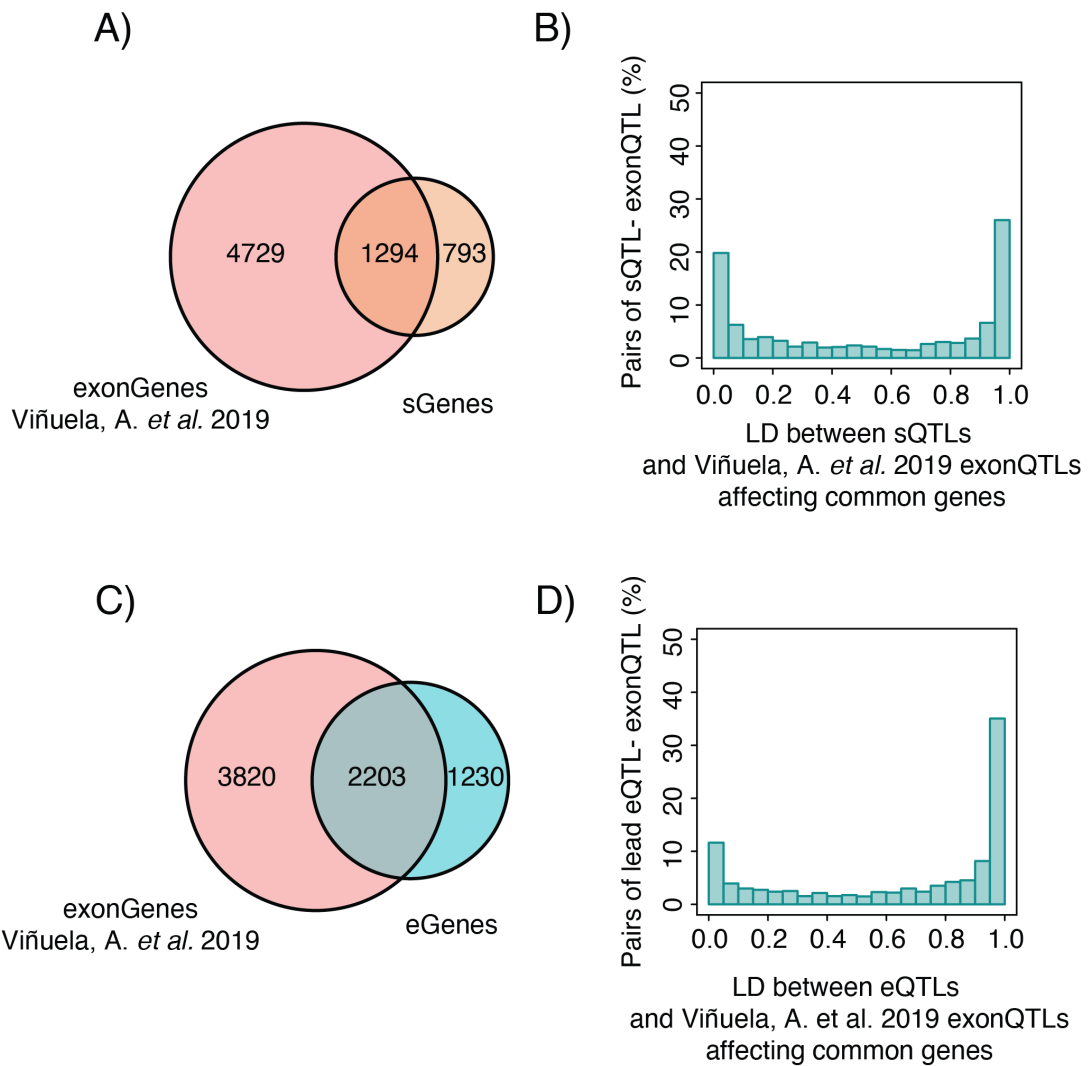 A)
4729
1294
793
exonGenes
Viñuela, A. et al. 2019
sGenes
B)
Pairs of sQTL- exonQTL (%)
50
40
30
20
10
0
0.0 0.2 0.4 0.6 0.8 1.0
LD between sQTLs
and Viñuela, A. et al. 2019 exonQTLs
affecting common genes
C)
3820
2203
1230
exonGenes
Viñuela, A. et al. 2019
eGenes
D)
Pairs of lead eQTL- exonQTL (%)
50
40
30
20
10
0
0.0 0.2 0.4 0.6 0.8 1.0
LD between eQTLs
and Viñuela, A. et al. 2019 exonQTLs
affecting common genes